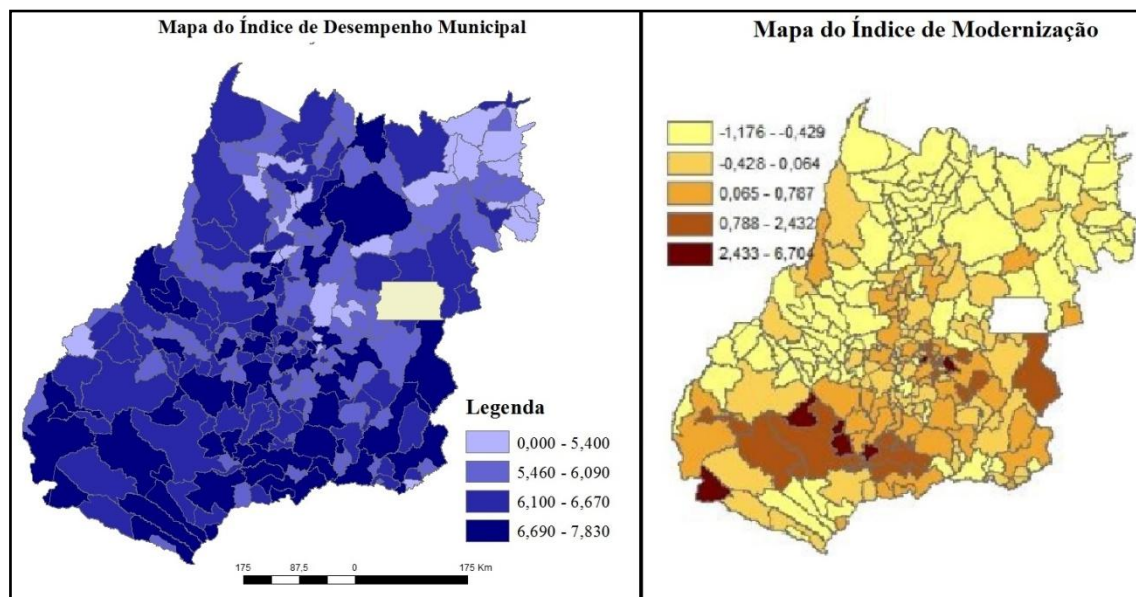 Mapa do Índice de Desempenho Municipal
Legenda
0,000 - 5,400
5,460 - 6,090
6,100 - 6,670
6,690 - 7,830
175 87,5 0 175 Km
Mapa do Índice de Modernização
-1,176 - -0,429
-0,428 - 0,064
0,065 - 0,787
0,788 - 2,432
2,433 - 6,704